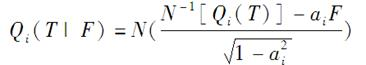 Q_i(T | F) = N(\frac{N^{-1}[Q_i(T)] - a_i F}{\sqrt{1 - a_i^2}})